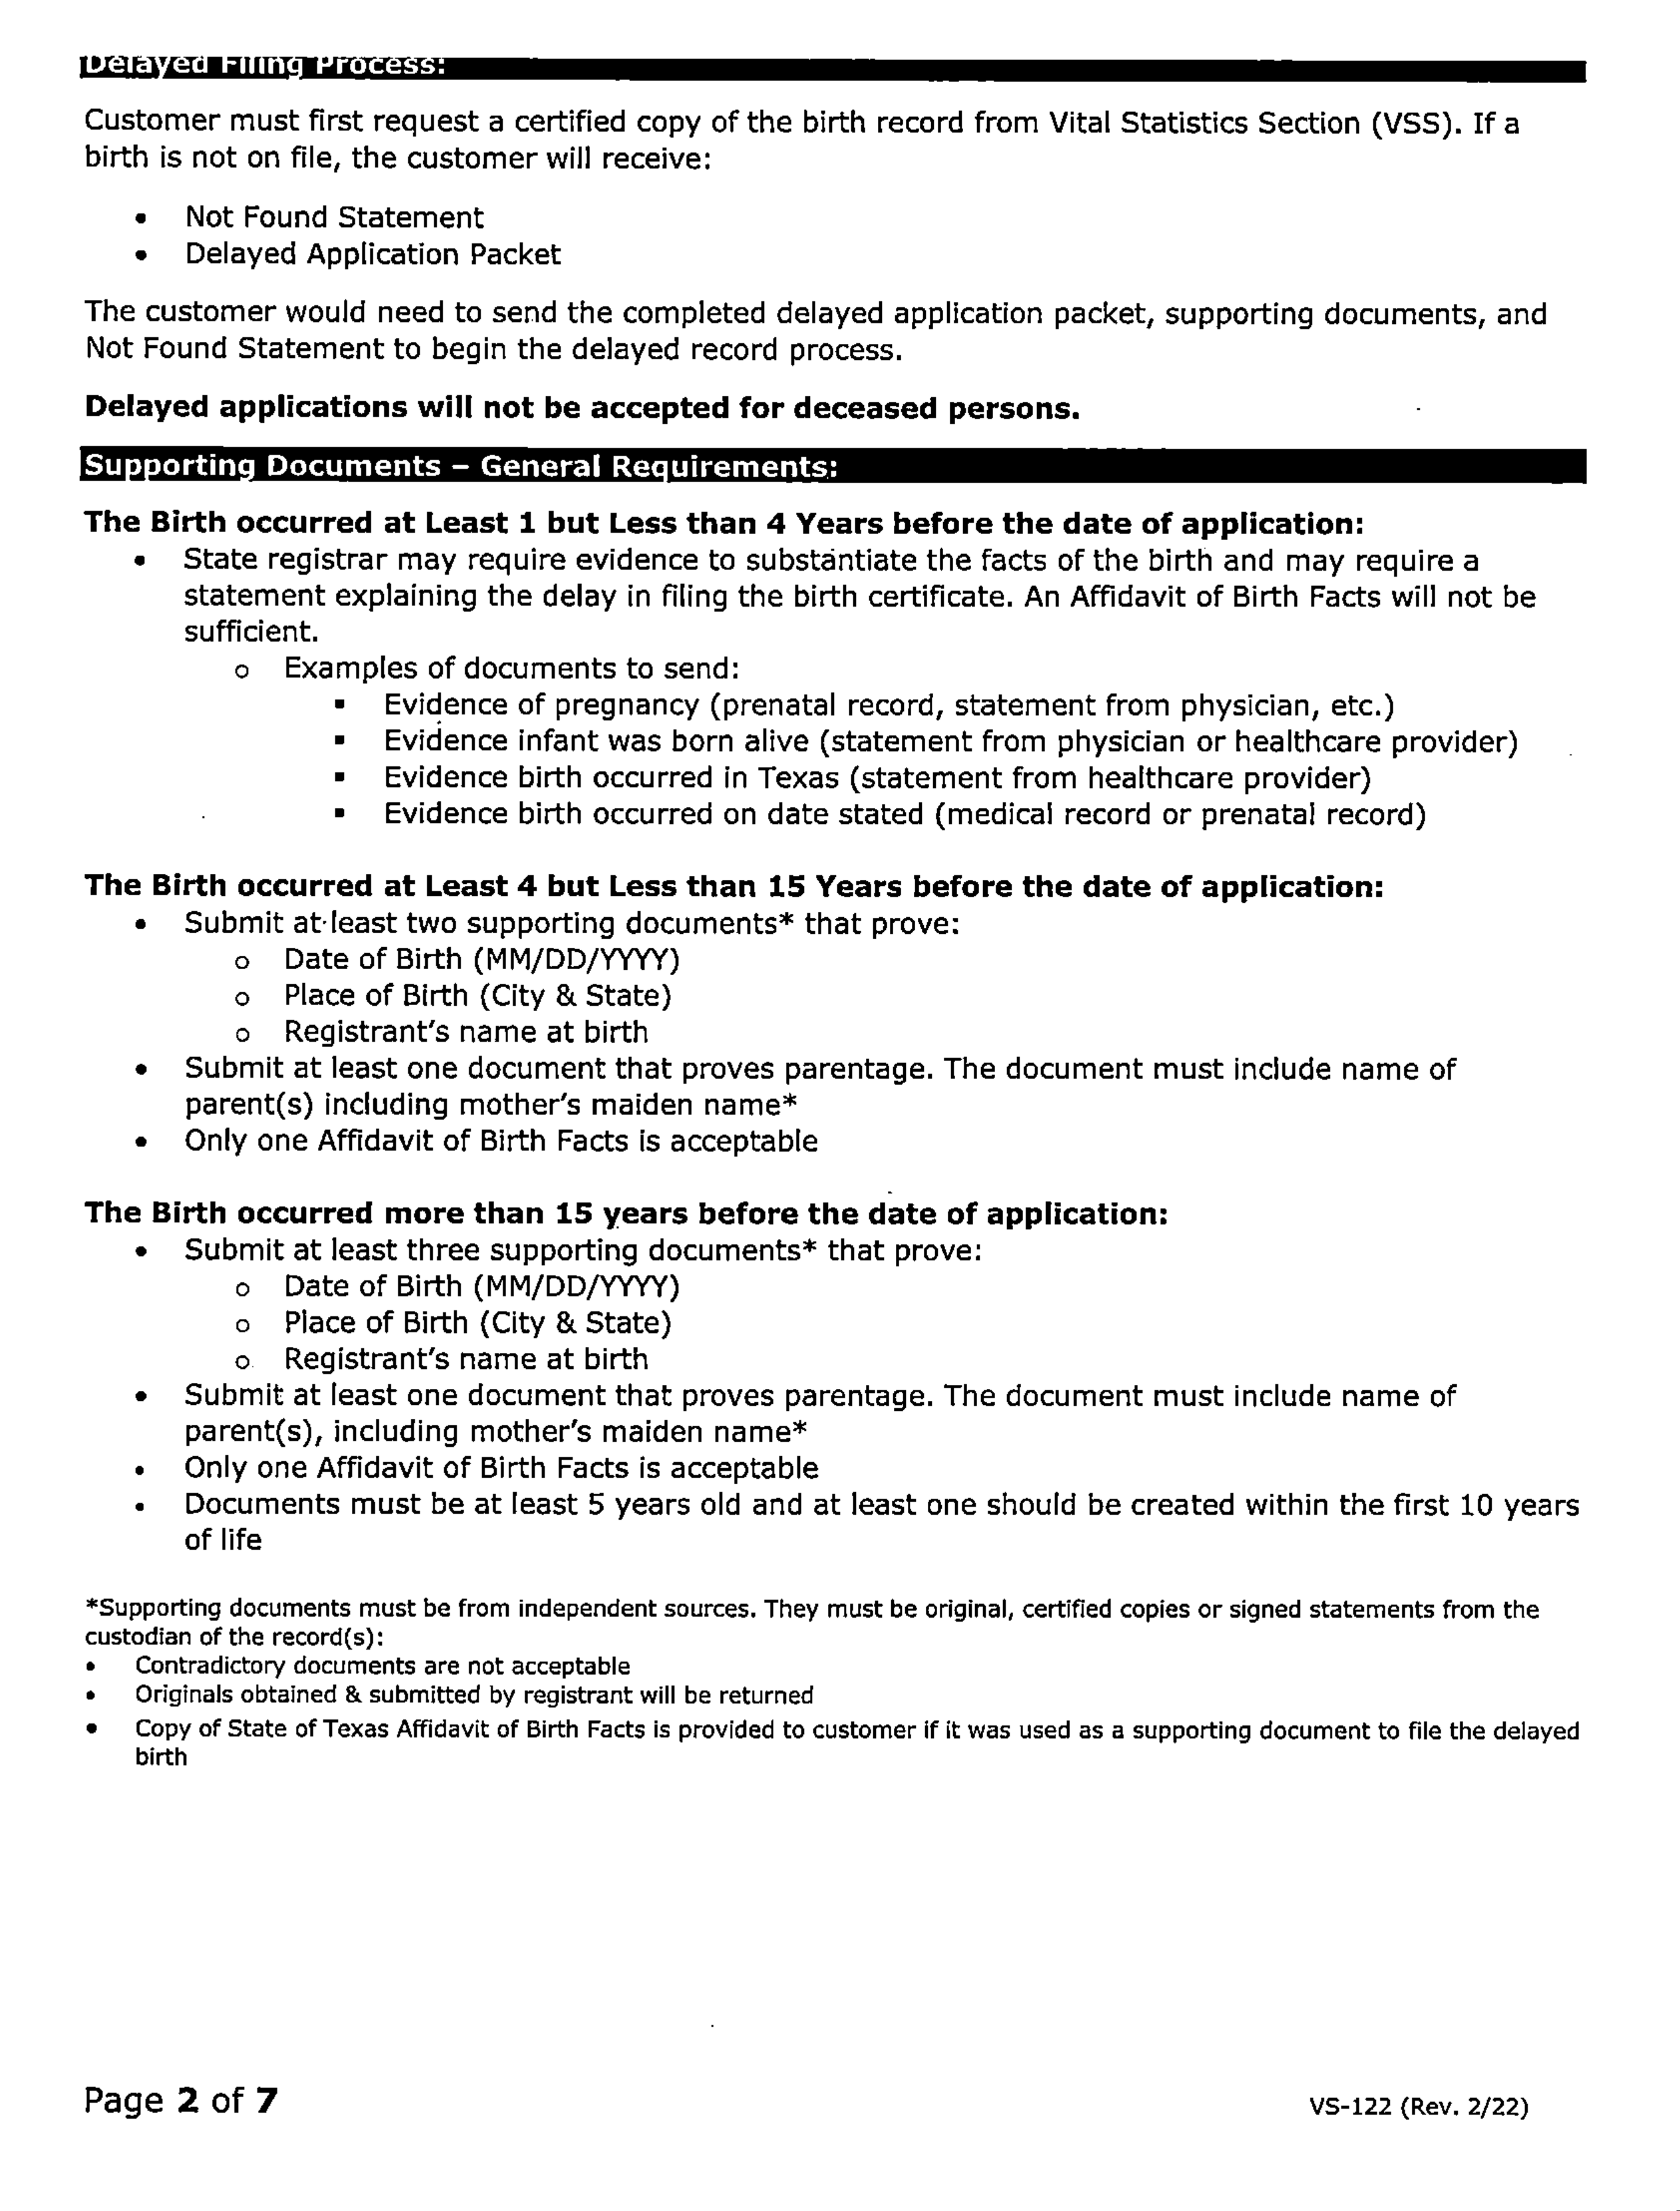 Delayed Filing Process:
Customer must first request a certified copy of the birth record from Vital Statistics Section (VSS). If a
birth is not on file, the customer will receive:
• Not Found Statement
• Delayed Application Packet
The customer would need to send the completed delayed application packet, supporting documents, and
Not Found Statement to begin the delayed record process.
Delayed applications will not be accepted for deceased persons.
Supporting Documents – General Requirements:
The Birth occurred at Least 1 but Less than 4 Years before the date of application:
• State registrar may require evidence to substantiate the facts of the birth and may require a
statement explaining the delay in filing the birth certificate. An Affidavit of Birth Facts will not be
sufficient.
o Examples of documents to send:
▪ Evidence of pregnancy (prenatal record, statement from physician, etc.)
▪ Evidence infant was born alive (statement from physician or healthcare provider)
▪ Evidence birth occurred in Texas (statement from healthcare provider)
▪ Evidence birth occurred on date stated (medical record or prenatal record)
The Birth occurred at Least 4 but Less than 15 Years before the date of application:
• Submit at least two supporting documents* that prove:
o Date of Birth (MM/DD/YYYY)
o Place of Birth (City & State)
o Registrant's name at birth
• Submit at least one document that proves parentage. The document must include name of
parent(s) including mother's maiden name*
• Only one Affidavit of Birth Facts is acceptable
The Birth occurred more than 15 years before the date of application:
• Submit at least three supporting documents* that prove:
o Date of Birth (MM/DD/YYYY)
o Place of Birth (City & State)
o Registrant's name at birth
• Submit at least one document that proves parentage. The document must include name of
parent(s), including mother's maiden name*
• Only one Affidavit of Birth Facts is acceptable
• Documents must be at least 5 years old and at least one should be created within the first 10 years
of life
*Supporting documents must be from independent sources. They must be original, certified copies or signed statements from the
custodian of the record(s):
• Contradictory documents are not acceptable
• Originals obtained & submitted by registrant will be returned
• Copy of State of Texas Affidavit of Birth Facts is provided to customer if it was used as a supporting document to file the delayed
birth
Page 2 of 7
VS-122 (Rev. 2/22)